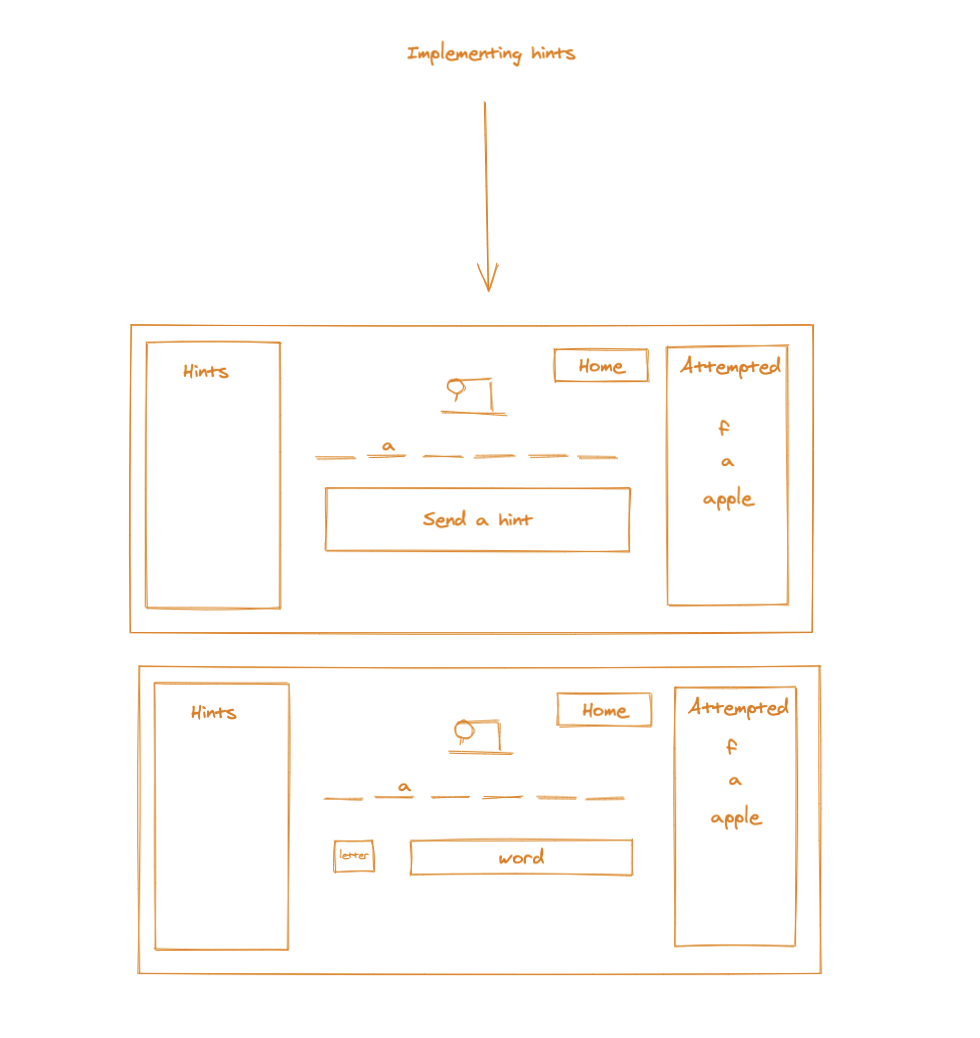 Implementing hints
Hints
Home
Attempted
f
a
a
apple
Send a hint
Hints
Home
Attempted
f
a
a
apple
letter
word